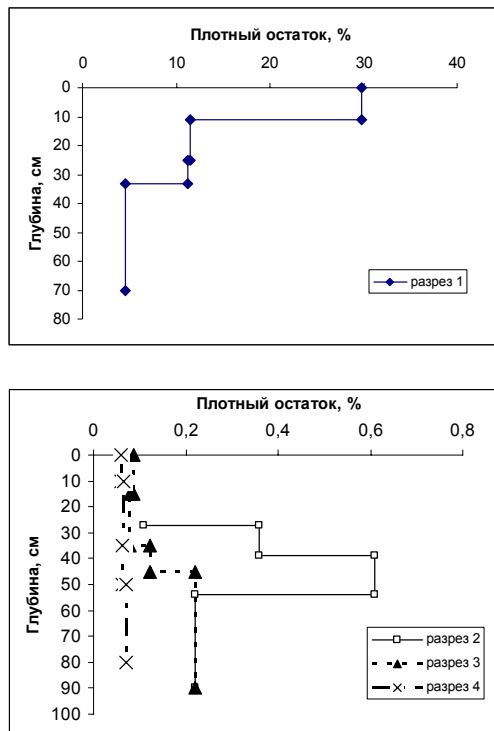 Плотный остаток, %
0 10 20 30 40
Глубина, см
0
10
20
30
40
50
60
70
80
разрез 1
Плотный остаток, %
0 0,2 0,4 0,6 0,8
Глубина, см
0
10
20
30
40
50
60
70
80
90
100
разрез 2
разрез 3
разрез 4